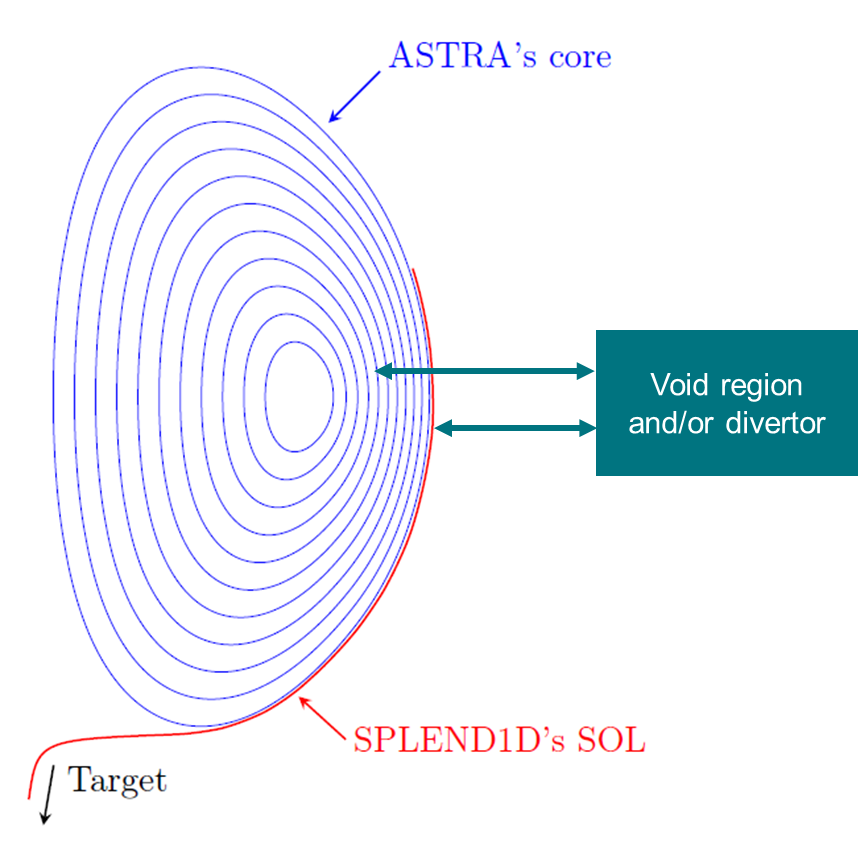 ASTRA's core
Void region
and/or divertor
SPLEND1D's SOL
Target